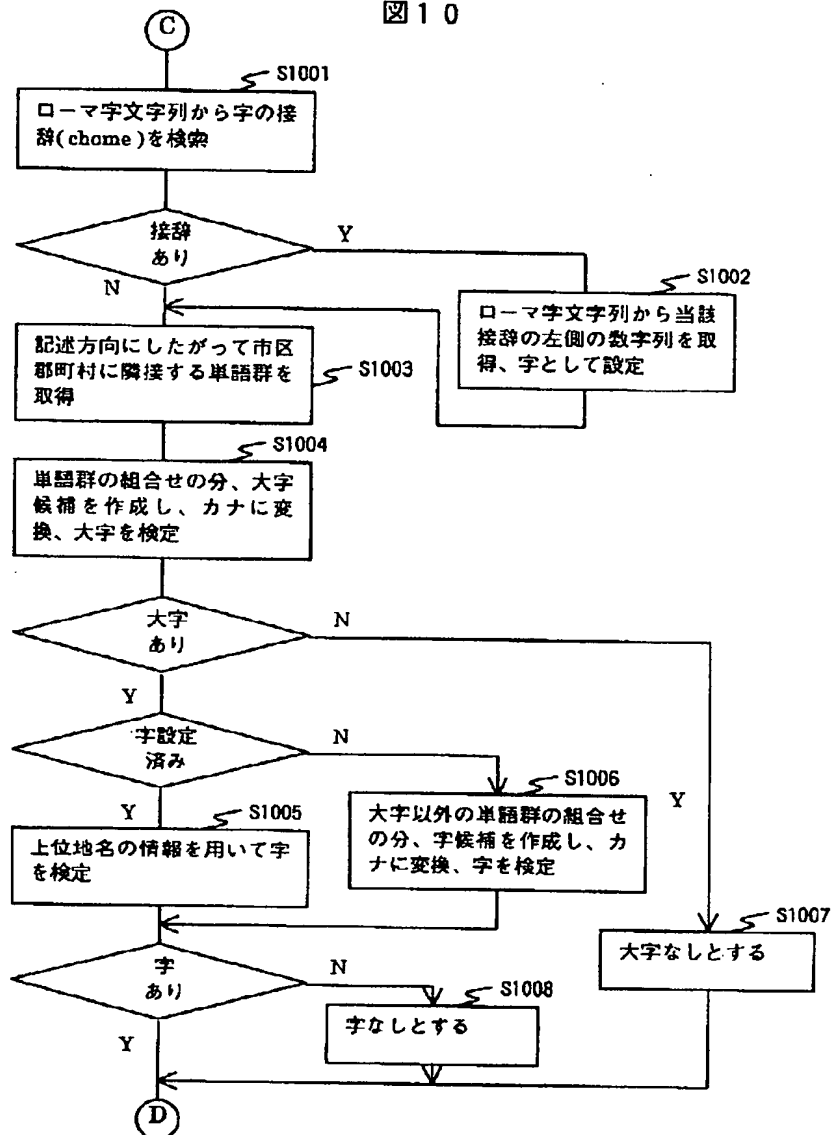 図10
C
S1001
ローマ字文字列から字の接
辞(chome)を検索
接辞
あり
Y
N
S1002
ローマ字文字列から当該
接辞の左側の数字列を取
得、字として設定
記述方向にしたがって市区
郡町村に隣接する単語群を
取得
S1003
S1004
単語群の組合せの分、大字
候補を作成し、カナに変
換、大字を検定
大字
あり
N
Y
字設定
済み
N
Y
S1005
上位地名の情報を用いて字
を検定
S1006
大字以外の単語群の組合せ
の分、字候補を作成し、カ
ナに変換、字を検定
Y
S1007
大字なしとする
字
あり
N
Y
S1008
字なしとする
D